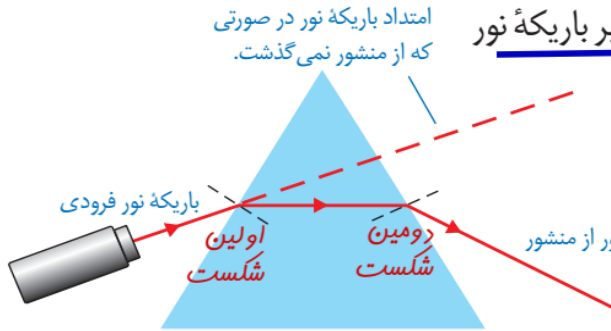 امتداد باریکهٔ نور در صورتی
که از منشور نمی‌گذشت.
بر باریکهٔ نور
باریکهٔ نور فرودی
اولین
شکست
دومین
شکست
از منشور